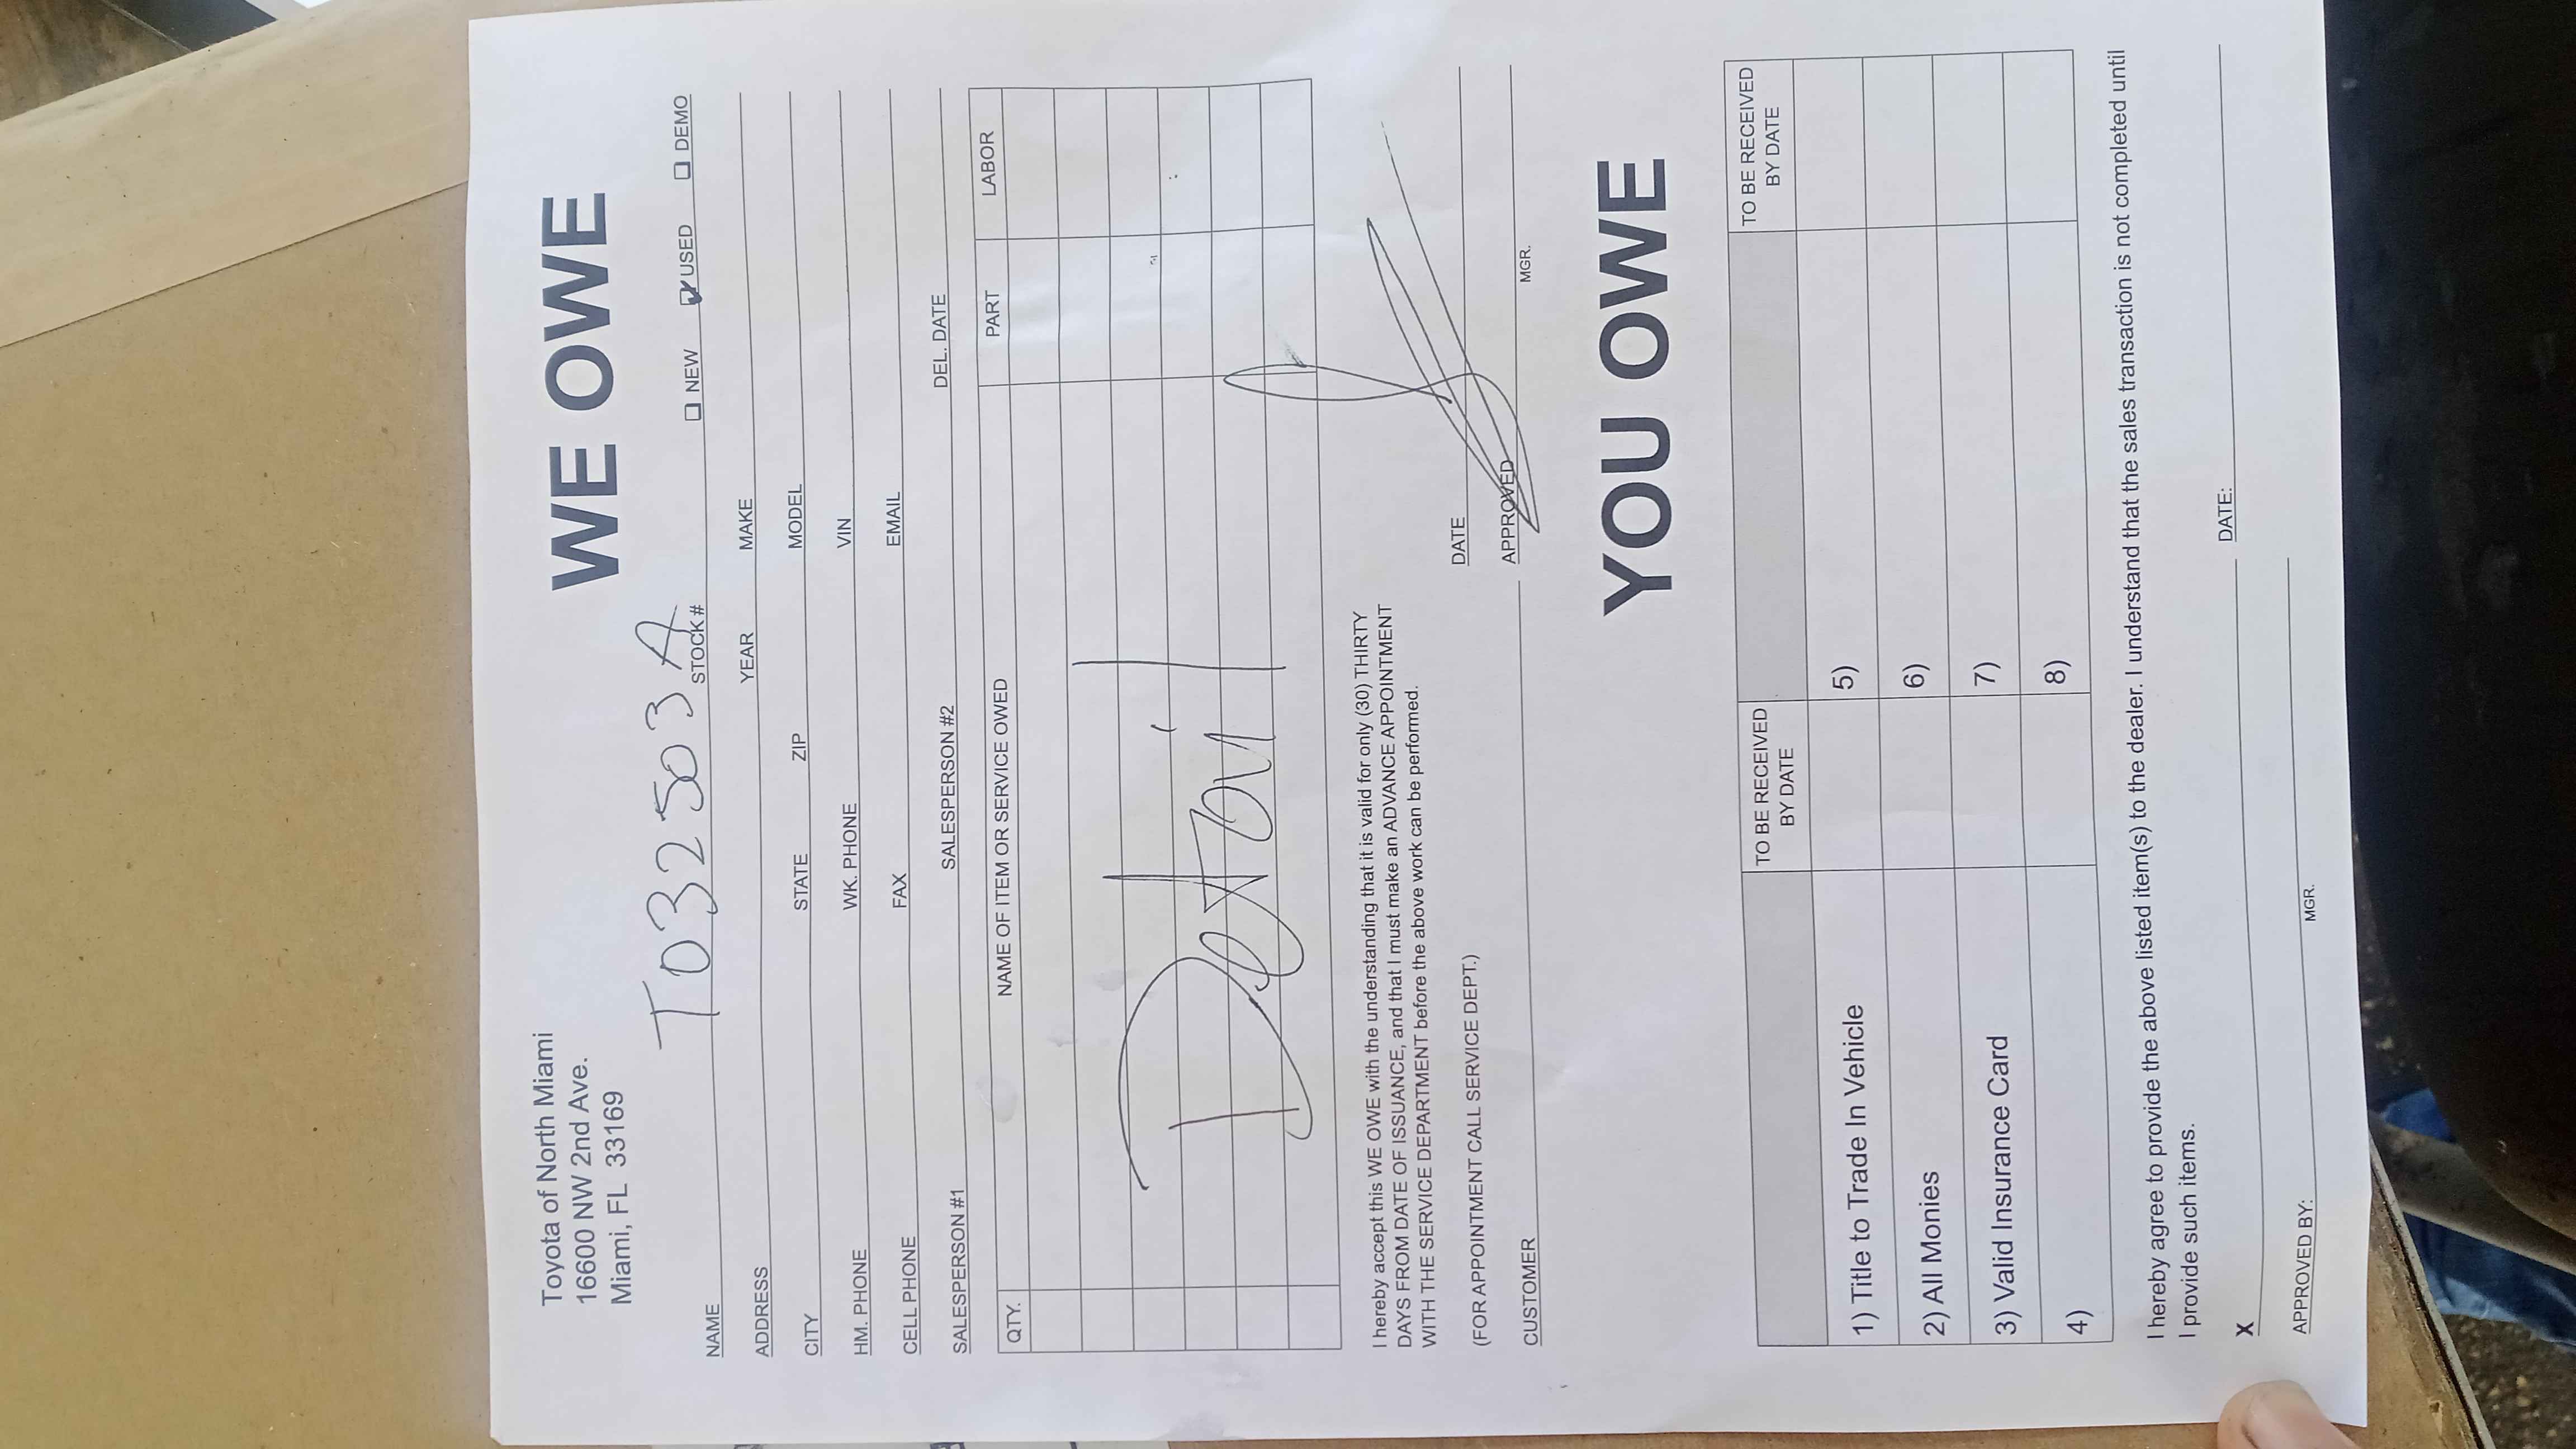 Toyota of North Miami
16600 NW 2nd Ave.
Miami, FL 33169
WE OWE
T032503A
NAME STOCK # ☐ NEW ☑ USED ☐ DEMO
ADDRESS YEAR MAKE
CITY STATE ZIP MODEL
HM. PHONE WK. PHONE VIN
CELL PHONE FAX EMAIL
SALESPERSON #1 SALESPERSON #2 DEL. DATE
QTY. NAME OF ITEM OR SERVICE OWED PART LABOR
Detail
I hereby accept this WE OWE with the understanding that it is valid for only (30) THIRTY
DAYS FROM DATE OF ISSUANCE, and that I must make an ADVANCE APPOINTMENT
WITH THE SERVICE DEPARTMENT before the above work can be performed.
DATE
(FOR APPOINTMENT CALL SERVICE DEPT.)
CUSTOMER APPROVED
MGR.
YOU OWE
TO BE RECEIVED BY DATE TO BE RECEIVED BY DATE
1) Title to Trade In Vehicle 5)
2) All Monies 6)
3) Valid Insurance Card 7)
4) 8)
I hereby agree to provide the above listed item(s) to the dealer. I understand that the sales transaction is not completed until
I provide such items.
X DATE:
APPROVED BY:
MGR.